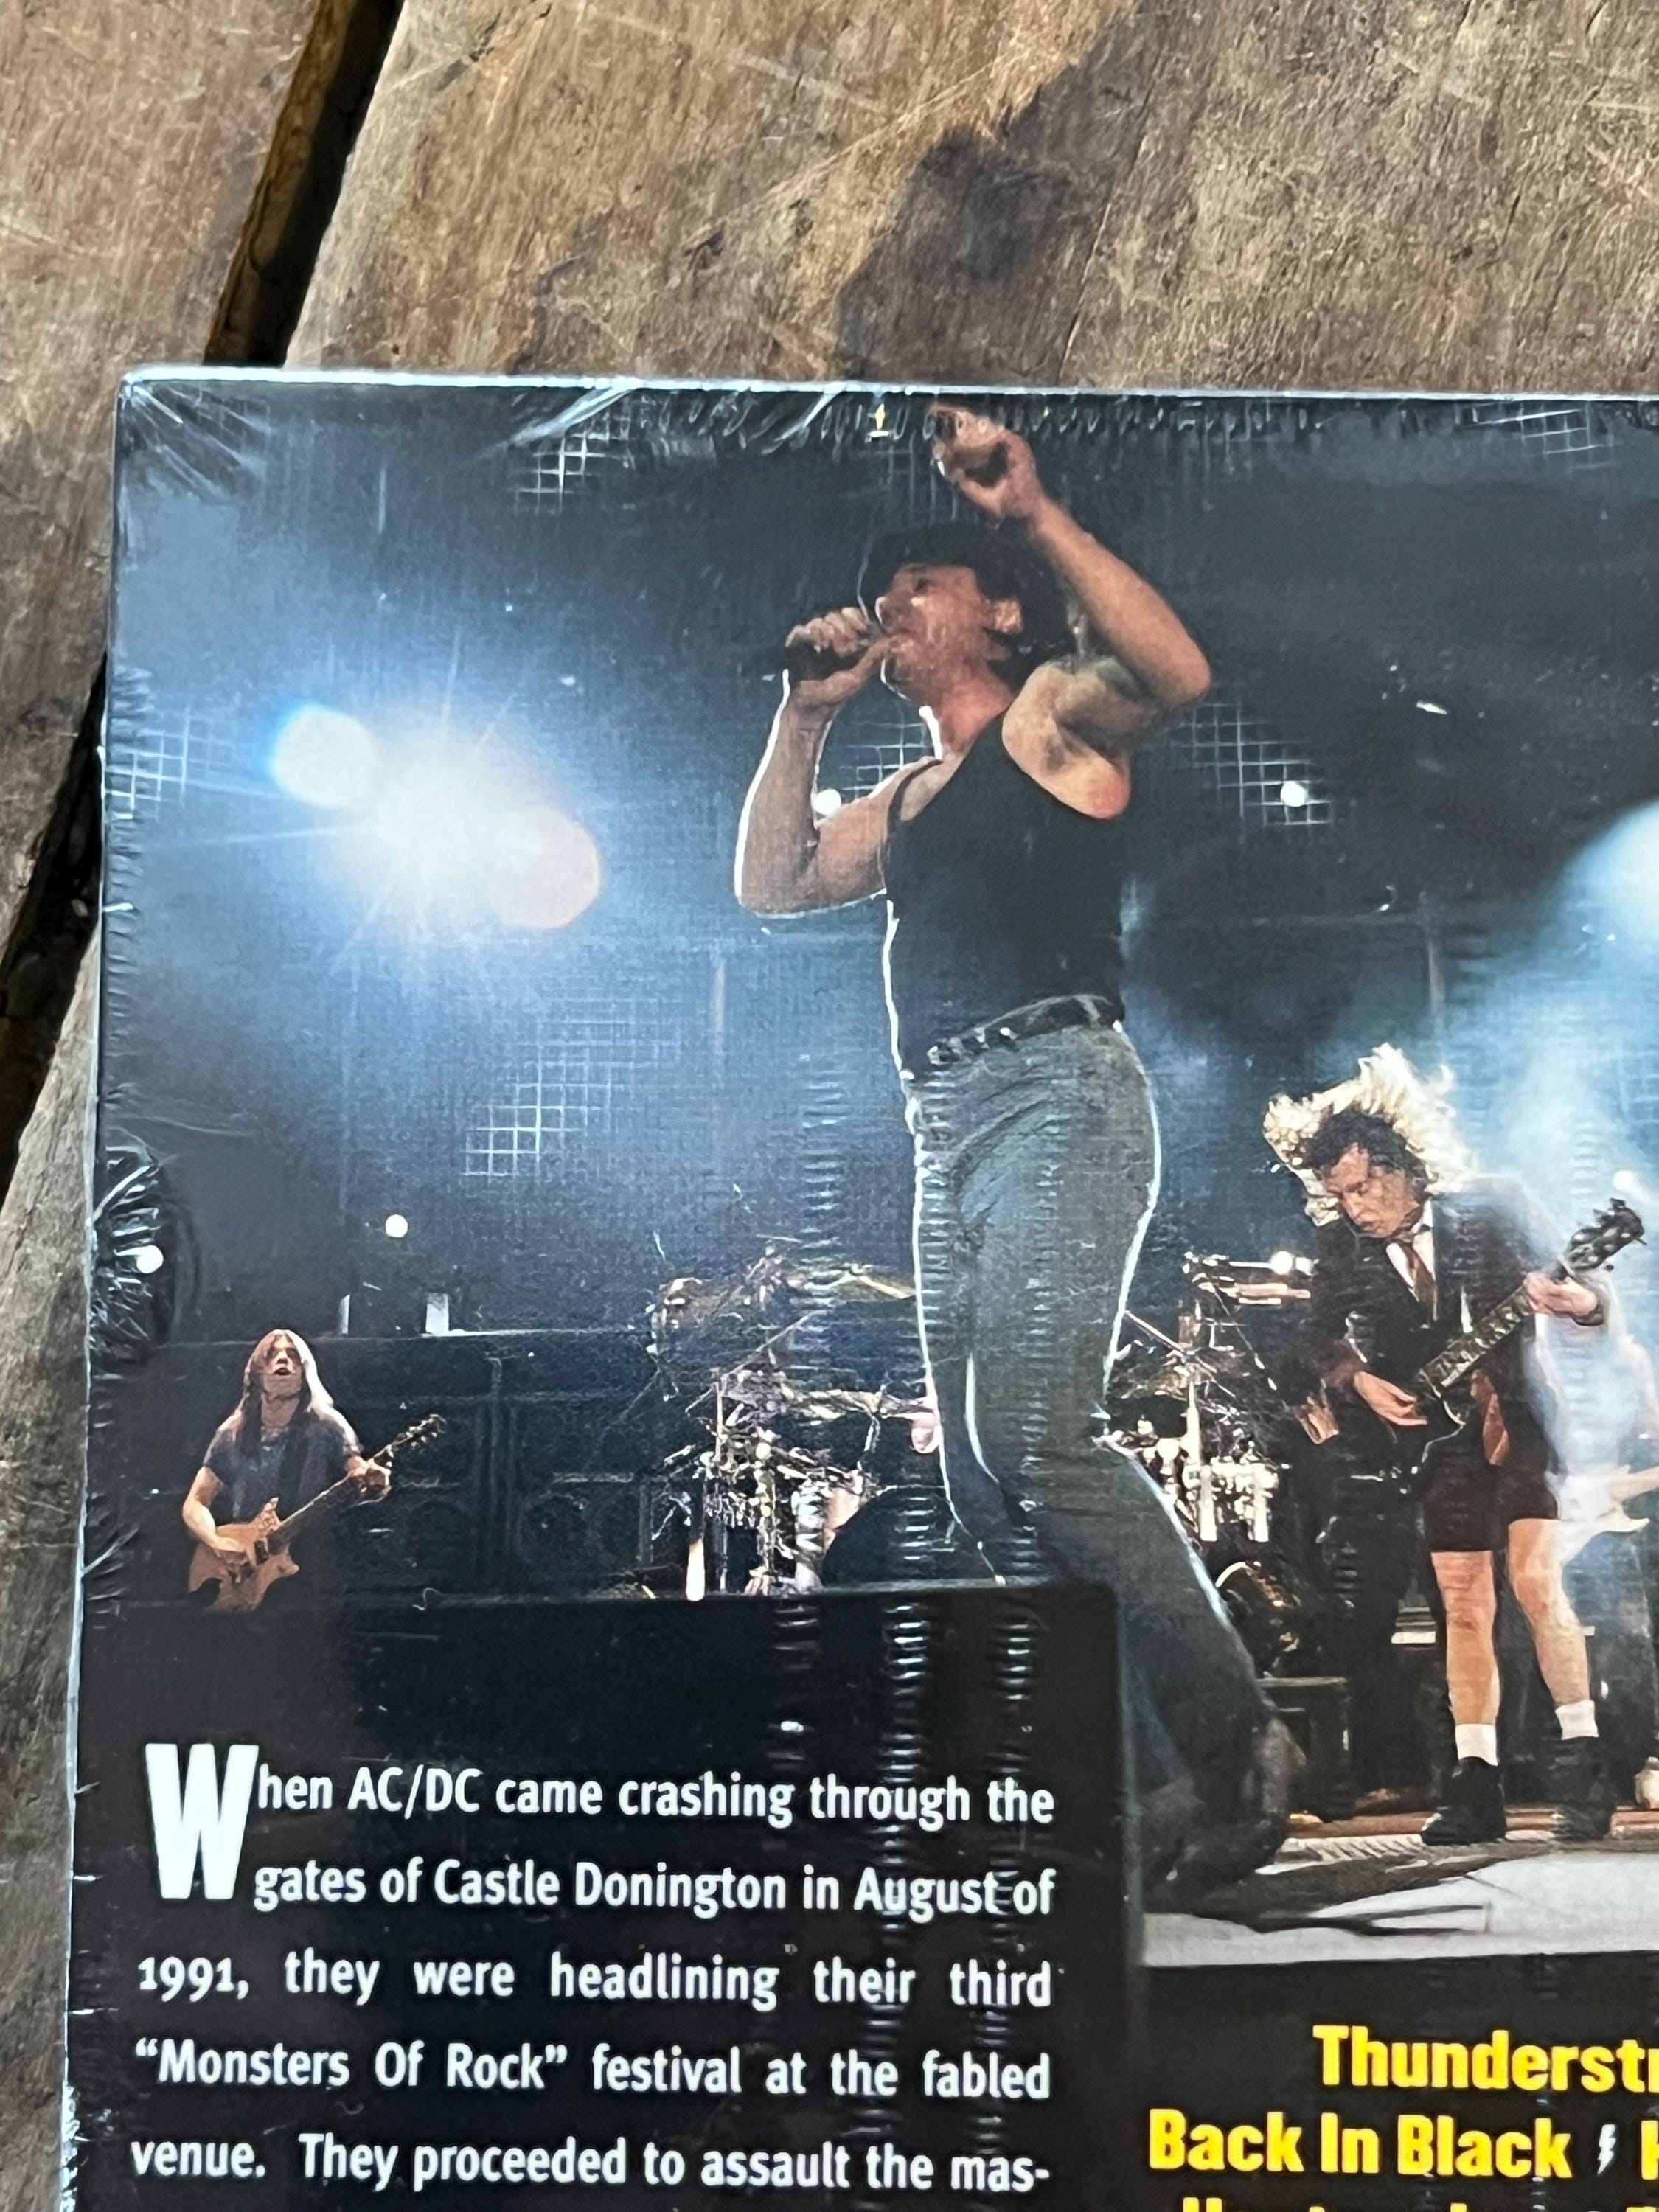 When AC/DC came crashing through the
gates of Castle Donington in August of
1991, they were headlining their third
“Monsters Of Rock” festival at the fabled
venue. They proceeded to assault the mas-
Back In Black